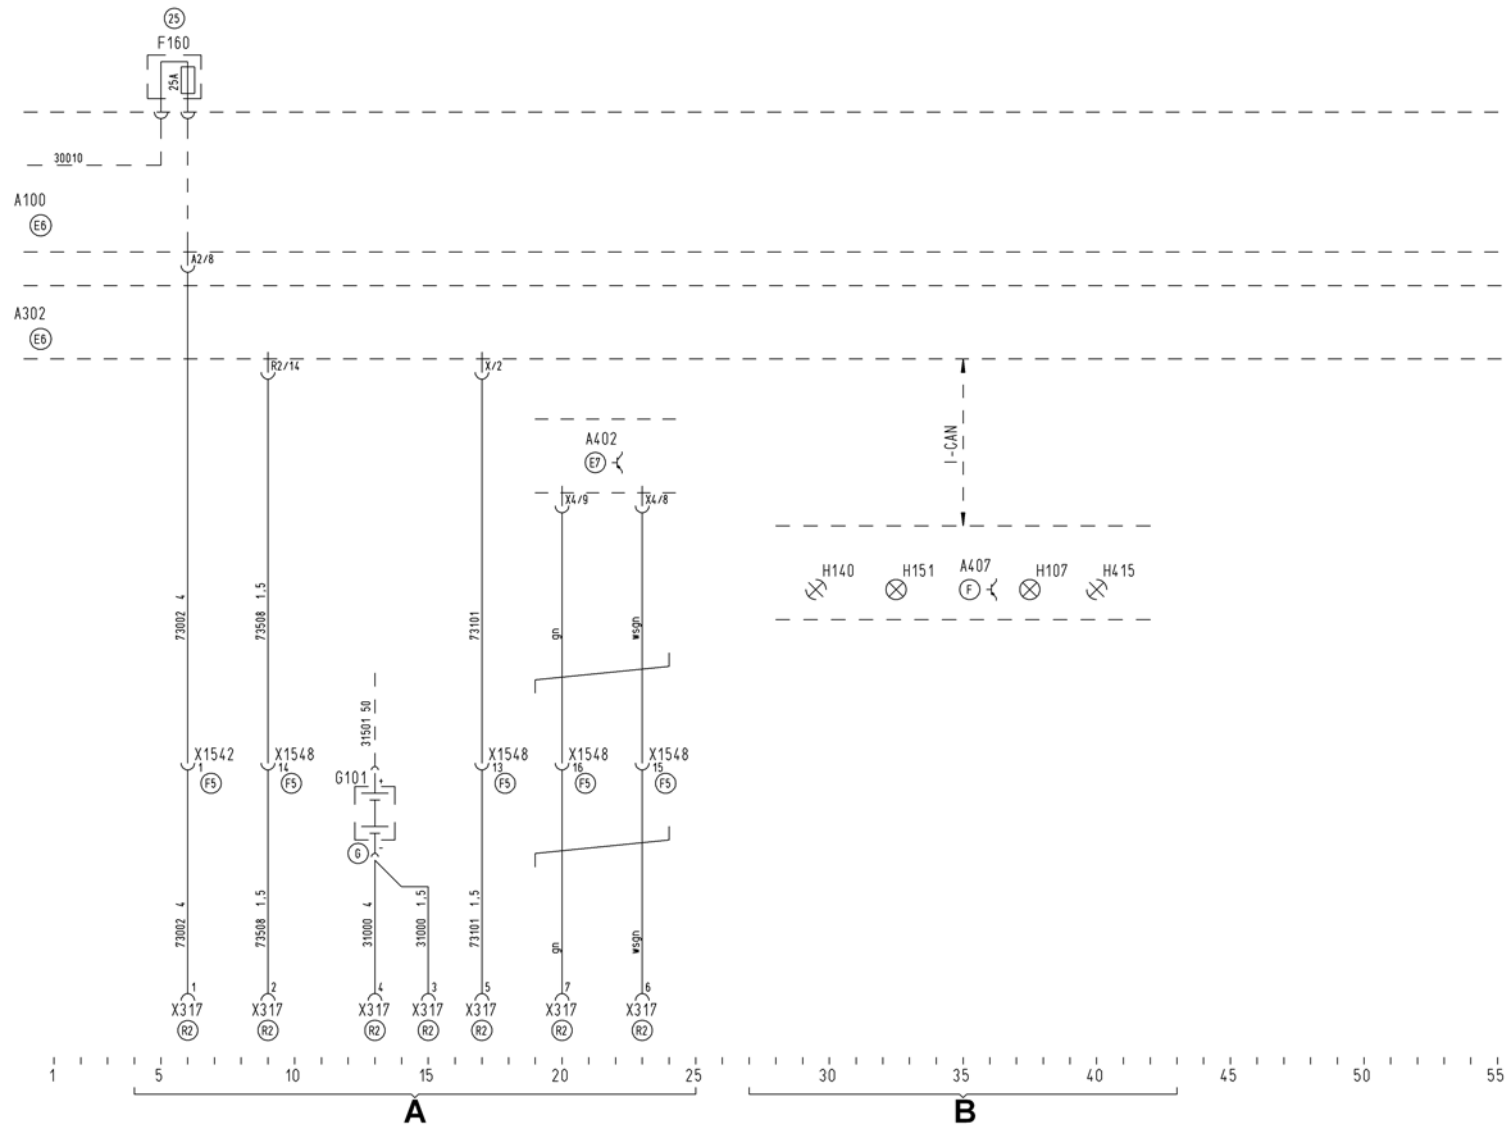 25
F160
25A
30010
A100
E6
A2/8
A302
E6
R2/14
X/2
A402
E7
X4/9
X4/8
I-CAN
H140
H151
A407
F
H107
H415
73002 4
73508 1,5
73101
gn
wsgn
31501 50
X1542
1
F5
X1548
14
F5
G101
+
-
G
X1548
13
F5
X1548
16
F5
X1548
15
F5
73002 4
73508 1,5
31000 4
31000 1,5
73101 1,5
gn
wsgn
1
X317
R2
2
X317
R2
4
X317
R2
3
X317
R2
5
X317
R2
7
X317
R2
6
X317
R2
1 5 10 15 20 25 30 35 40 45 50 55
A B